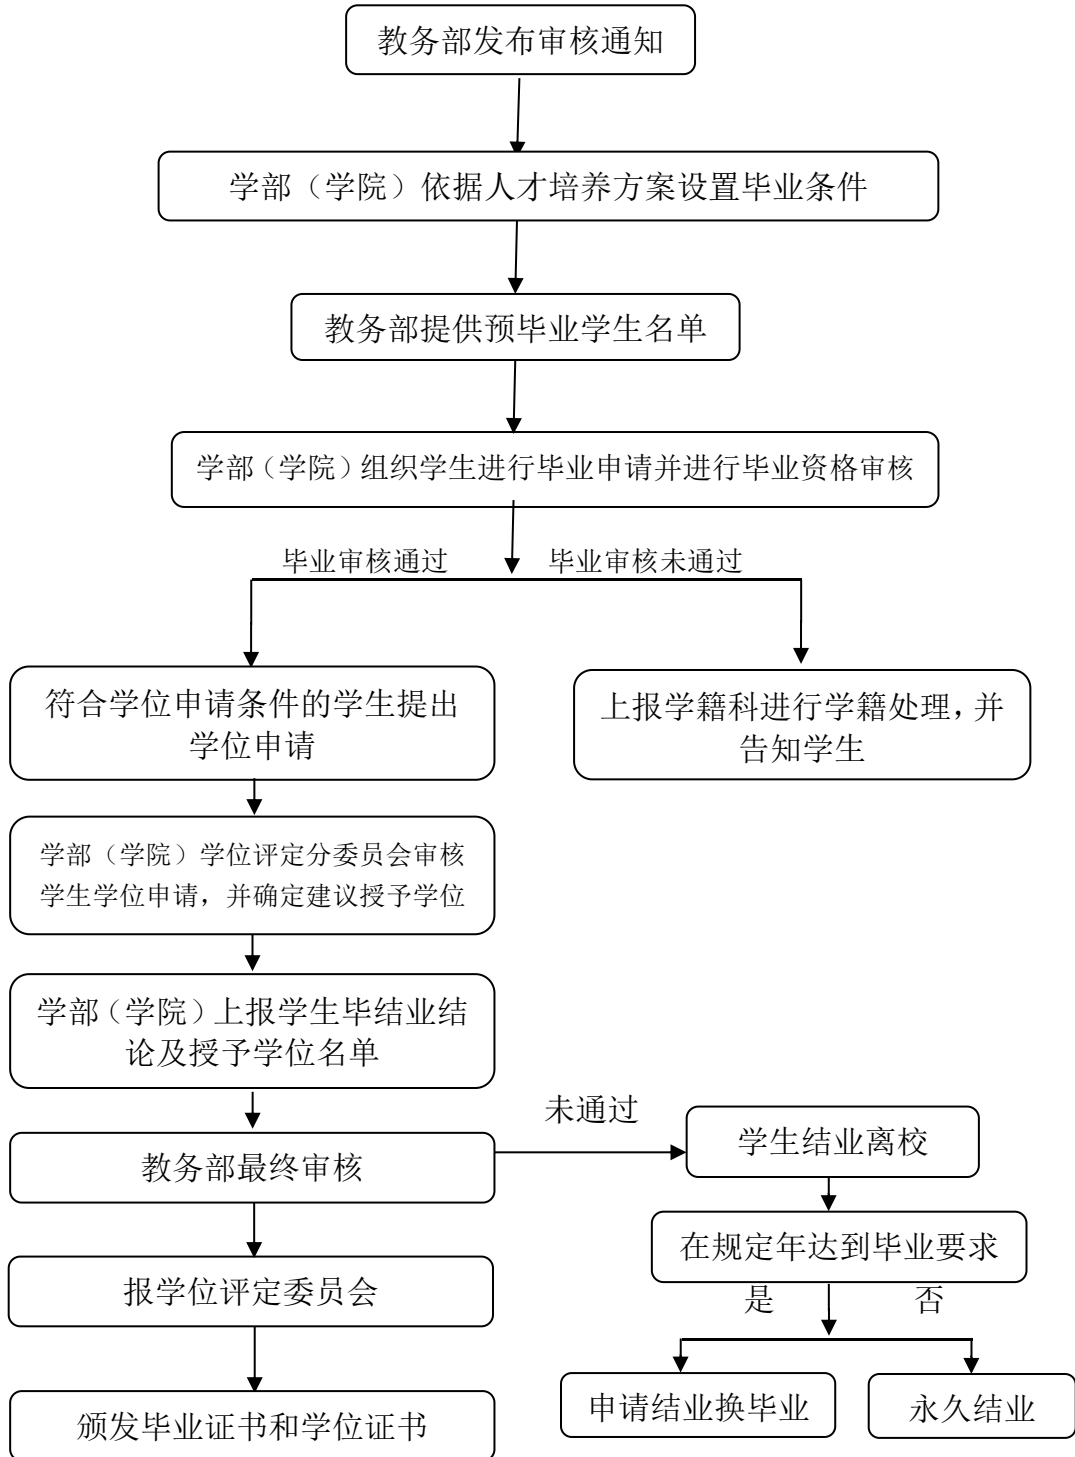 教务部发布审核通知
学部（学院）依据人才培养方案设置毕业条件
教务部提供预毕业学生名单
学部（学院）组织学生进行毕业申请并进行毕业资格审核
毕业审核通过
毕业审核未通过
符合学位申请条件的学生提出
学位申请
上报学籍科进行学籍处理，并
告知学生
学部（学院）学位评定分委员会审核
学生学位申请，并确定建议授予学位
学部（学院）上报学生毕结业结
论及授予学位名单
未通过
教务部最终审核
学生结业离校
在规定年达到毕业要求
报学位评定委员会
是
否
颁发毕业证书和学位证书
申请结业换毕业
永久结业